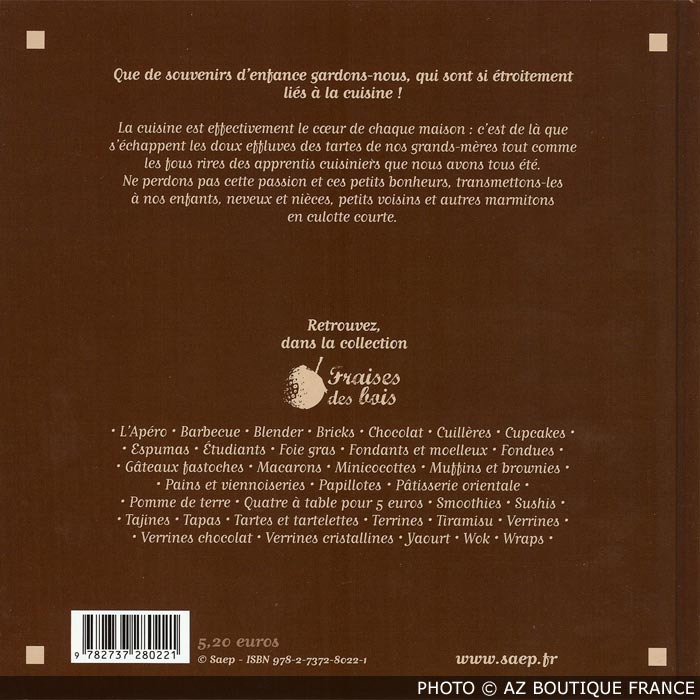 Que de souvenirs d'enfance gardons-nous, qui sont si étroitement
liés à la cuisine !
La cuisine est effectivement le cœur de chaque maison : c'est de là que
s'échappent les doux effluves des tartes de nos grands-mères tout comme
les fous rires des apprentis cuisiniers que nous avons tous été.
Ne perdons pas cette passion et ces petits bonheurs, transmettons-les
à nos enfants, neveux et nièces, petits voisins et autres marmitons
en culotte courte.
Retrouvez,
dans la collection
Fraises
des bois
• L'Apéro • Barbecue • Blender • Bricks • Chocolat • Cuillères • Cupcakes •
• Espumas • Étudiants • Foie gras • Fondants et moelleux • Fondues •
• Gâteaux fastoches • Macarons • Minicocottes • Muffins et brownies •
• Pains et viennoiseries • Papillotes • Pâtisserie orientale •
• Pomme de terre • Quatre à table pour 5 euros • Smoothies • Sushis •
• Tajines • Tapas • Tartes et tartelettes • Terrines • Tiramisu • Verrines •
• Verrines chocolat • Verrines cristallines • Yaourt • Wok • Wraps •
9 782737 280221
5,20 euros
© Saep - ISBN 978-2-7372-8022-1
www.saep.fr
PHOTO © AZ BOUTIQUE FRANCE